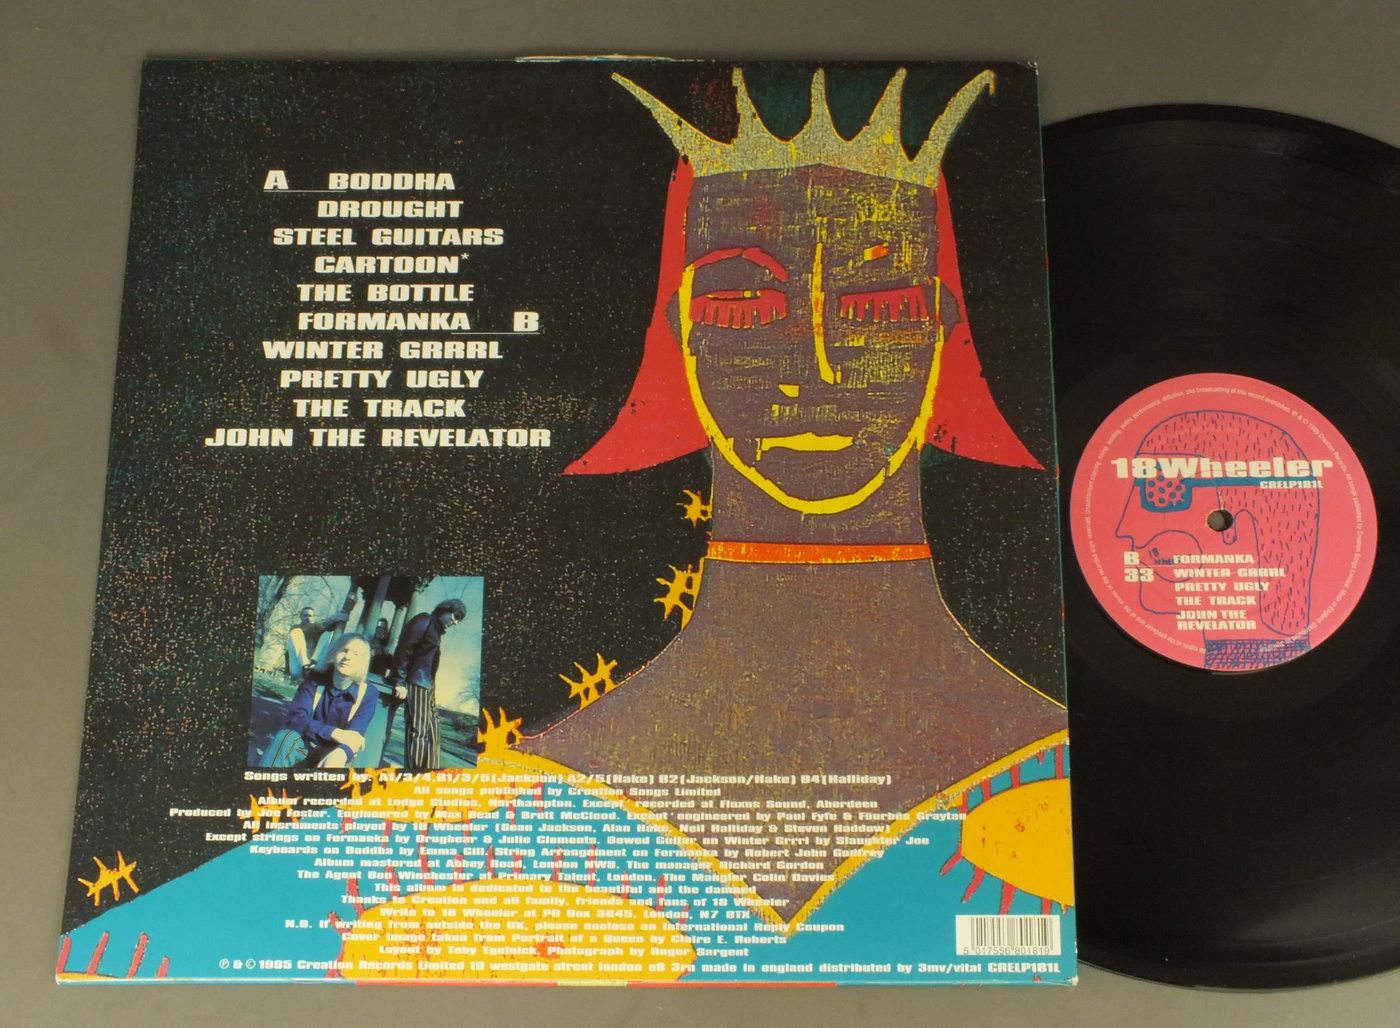 A BODDHA
DROUGHT
STEEL GUITARS
CARTOON*
THE BOTTLE
FORMANKA B
WINTER GRRRL
PRETTY UGLY
THE TRACK
JOHN THE REVELATOR
Songs written by: A1/3/4.B1/3/5(Jackson) A2/5(Hake) B2(Jackson/Hake) B4(Halliday)
All songs published by Creation Songs Limited
Album recorded at Lodge Studios, Northampton. Except* recorded at Fluxus Sound, Aberdeen
Produced by Joe Foster. Engineered by Max Read & Brett McCleod. Except* engineered by Paul Fyfe & Fourbes Graytan
All insruments played by 18 Wheeler (Sean Jackson, Alan Hake, Neil Halliday & Steven Haddow)
Except strings on Formanka by Drugbear & Jolie Clements. Bowed Guitar on Winter Grrrl by Slaughter Joe
Keyboards on Boddha by Emma Gill. String Arrangement on Formanka by Robert John Godfrey
Album mastered at Abbey Road, London NW8. The manager Richard Gordon
The Agent Ben Winchester at Primary Talent, London. The Mangler Colin Davies
This album is dedicated to the beautiful and the damned
Thanks to Creation and all family, friends and fans of 18 Wheeler
Write to 18 Wheeler at PO Box 3645, London, N7 8TX
N.B. If writing from outside the UK, please enclose an International Reply Coupon
Cover image taken from Portrait of a Queen by Claire E. Roberts
Layout by Toby Egelnick. Photograph by Roger Sargent
℗ & © 1995 Creation Records Limited 10 westgate street london e8 3rn made in england distributed by 3mv/vital CRELP181L
5 017556 801819
18Wheeler
CRELP181L
18
B
33
FORMANKA
WINTER GRRRL
PRETTY UGLY
THE TRACK
JOHN THE
REVELATOR